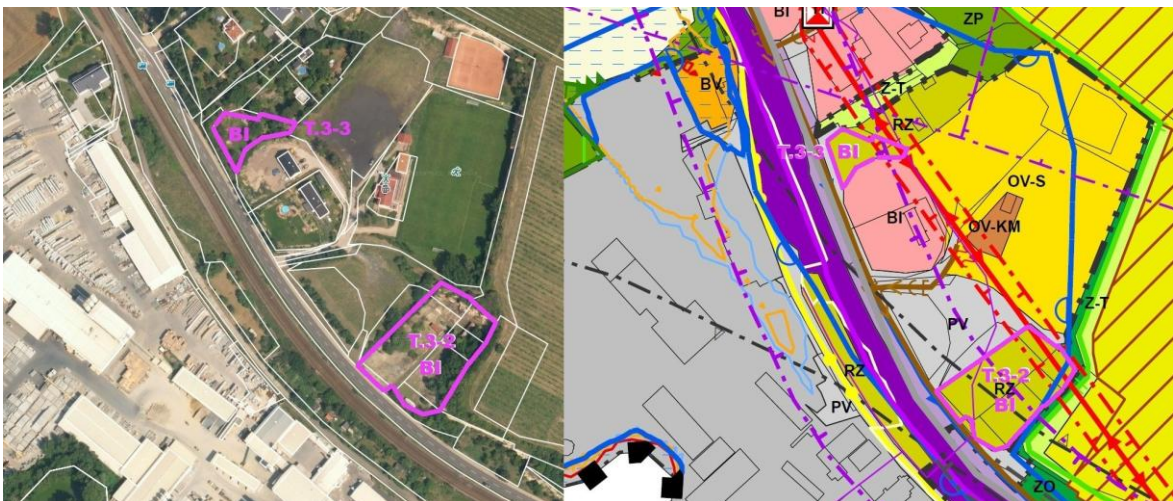 BI
T.3-3
T.3-2
BI
BI
ZP
BV
Z-T
RZ
T.3-3
BI
OV-S
BI
OV-KM
Z-T
PV
RZ
T.3-2
RZ
BI
PV
ZO